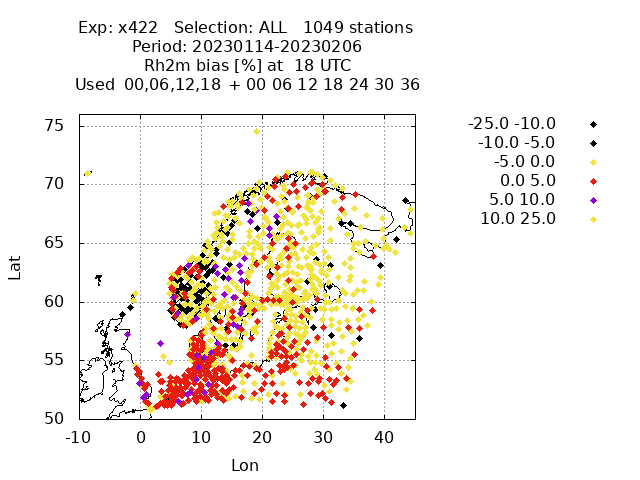 Exp: x422 Selection: ALL 1049 stations
Period: 20230114-20230206
Rh2m bias [%] at 18 UTC
Used 00,06,12,18 + 00 06 12 18 24 30 36
-25.0 -10.0
-10.0 -5.0
-5.0 0.0
0.0 5.0
5.0 10.0
10.0 25.0
75
70
65
60
55
50
Lat
-10 0 10 20 30 40
Lon